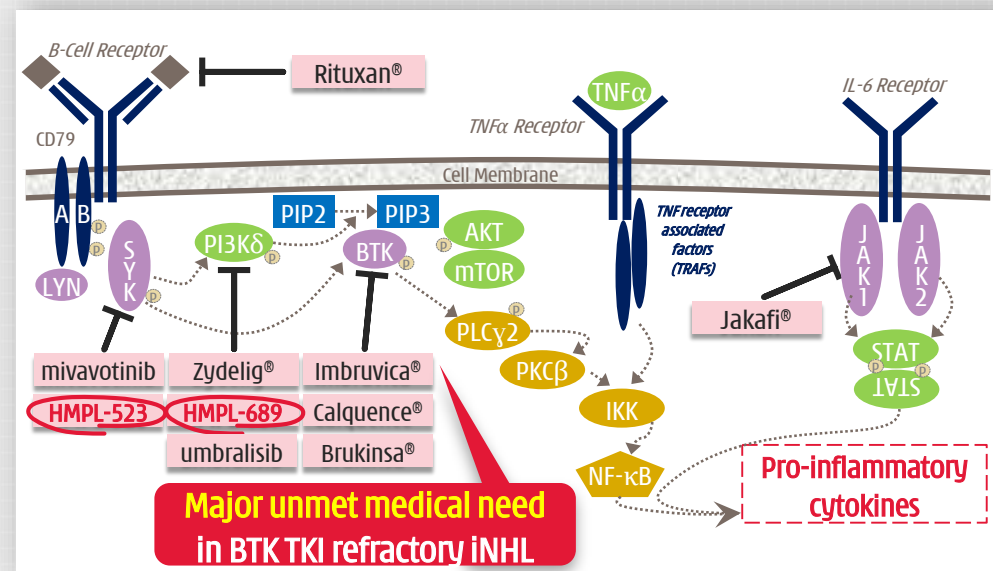 B-Cell Receptor
Rituxan®
CD79
TNFα
TNFα Receptor
IL-6 Receptor
Cell Membrane
A B
P
P
LYN
SYK
P
PI3Kδ
P
PIP2
PIP3
BTK
P
P
AKT
mTOR
TNF receptor
associated
factors
(TRAFs)
JAK1
JAK2
Jakafi®
P
PLCγ2
PKCβ
IKK
NF-κB
STAT
P
P
STAT
mivavotinib
Zydelig®
Imbruvica®
HMPL-523
HMPL-689
Calquence®
umbralisib
Brukinsa®
Major unmet medical need
in BTK TKI refractory iNHL
Pro-inflammatory
cytokines